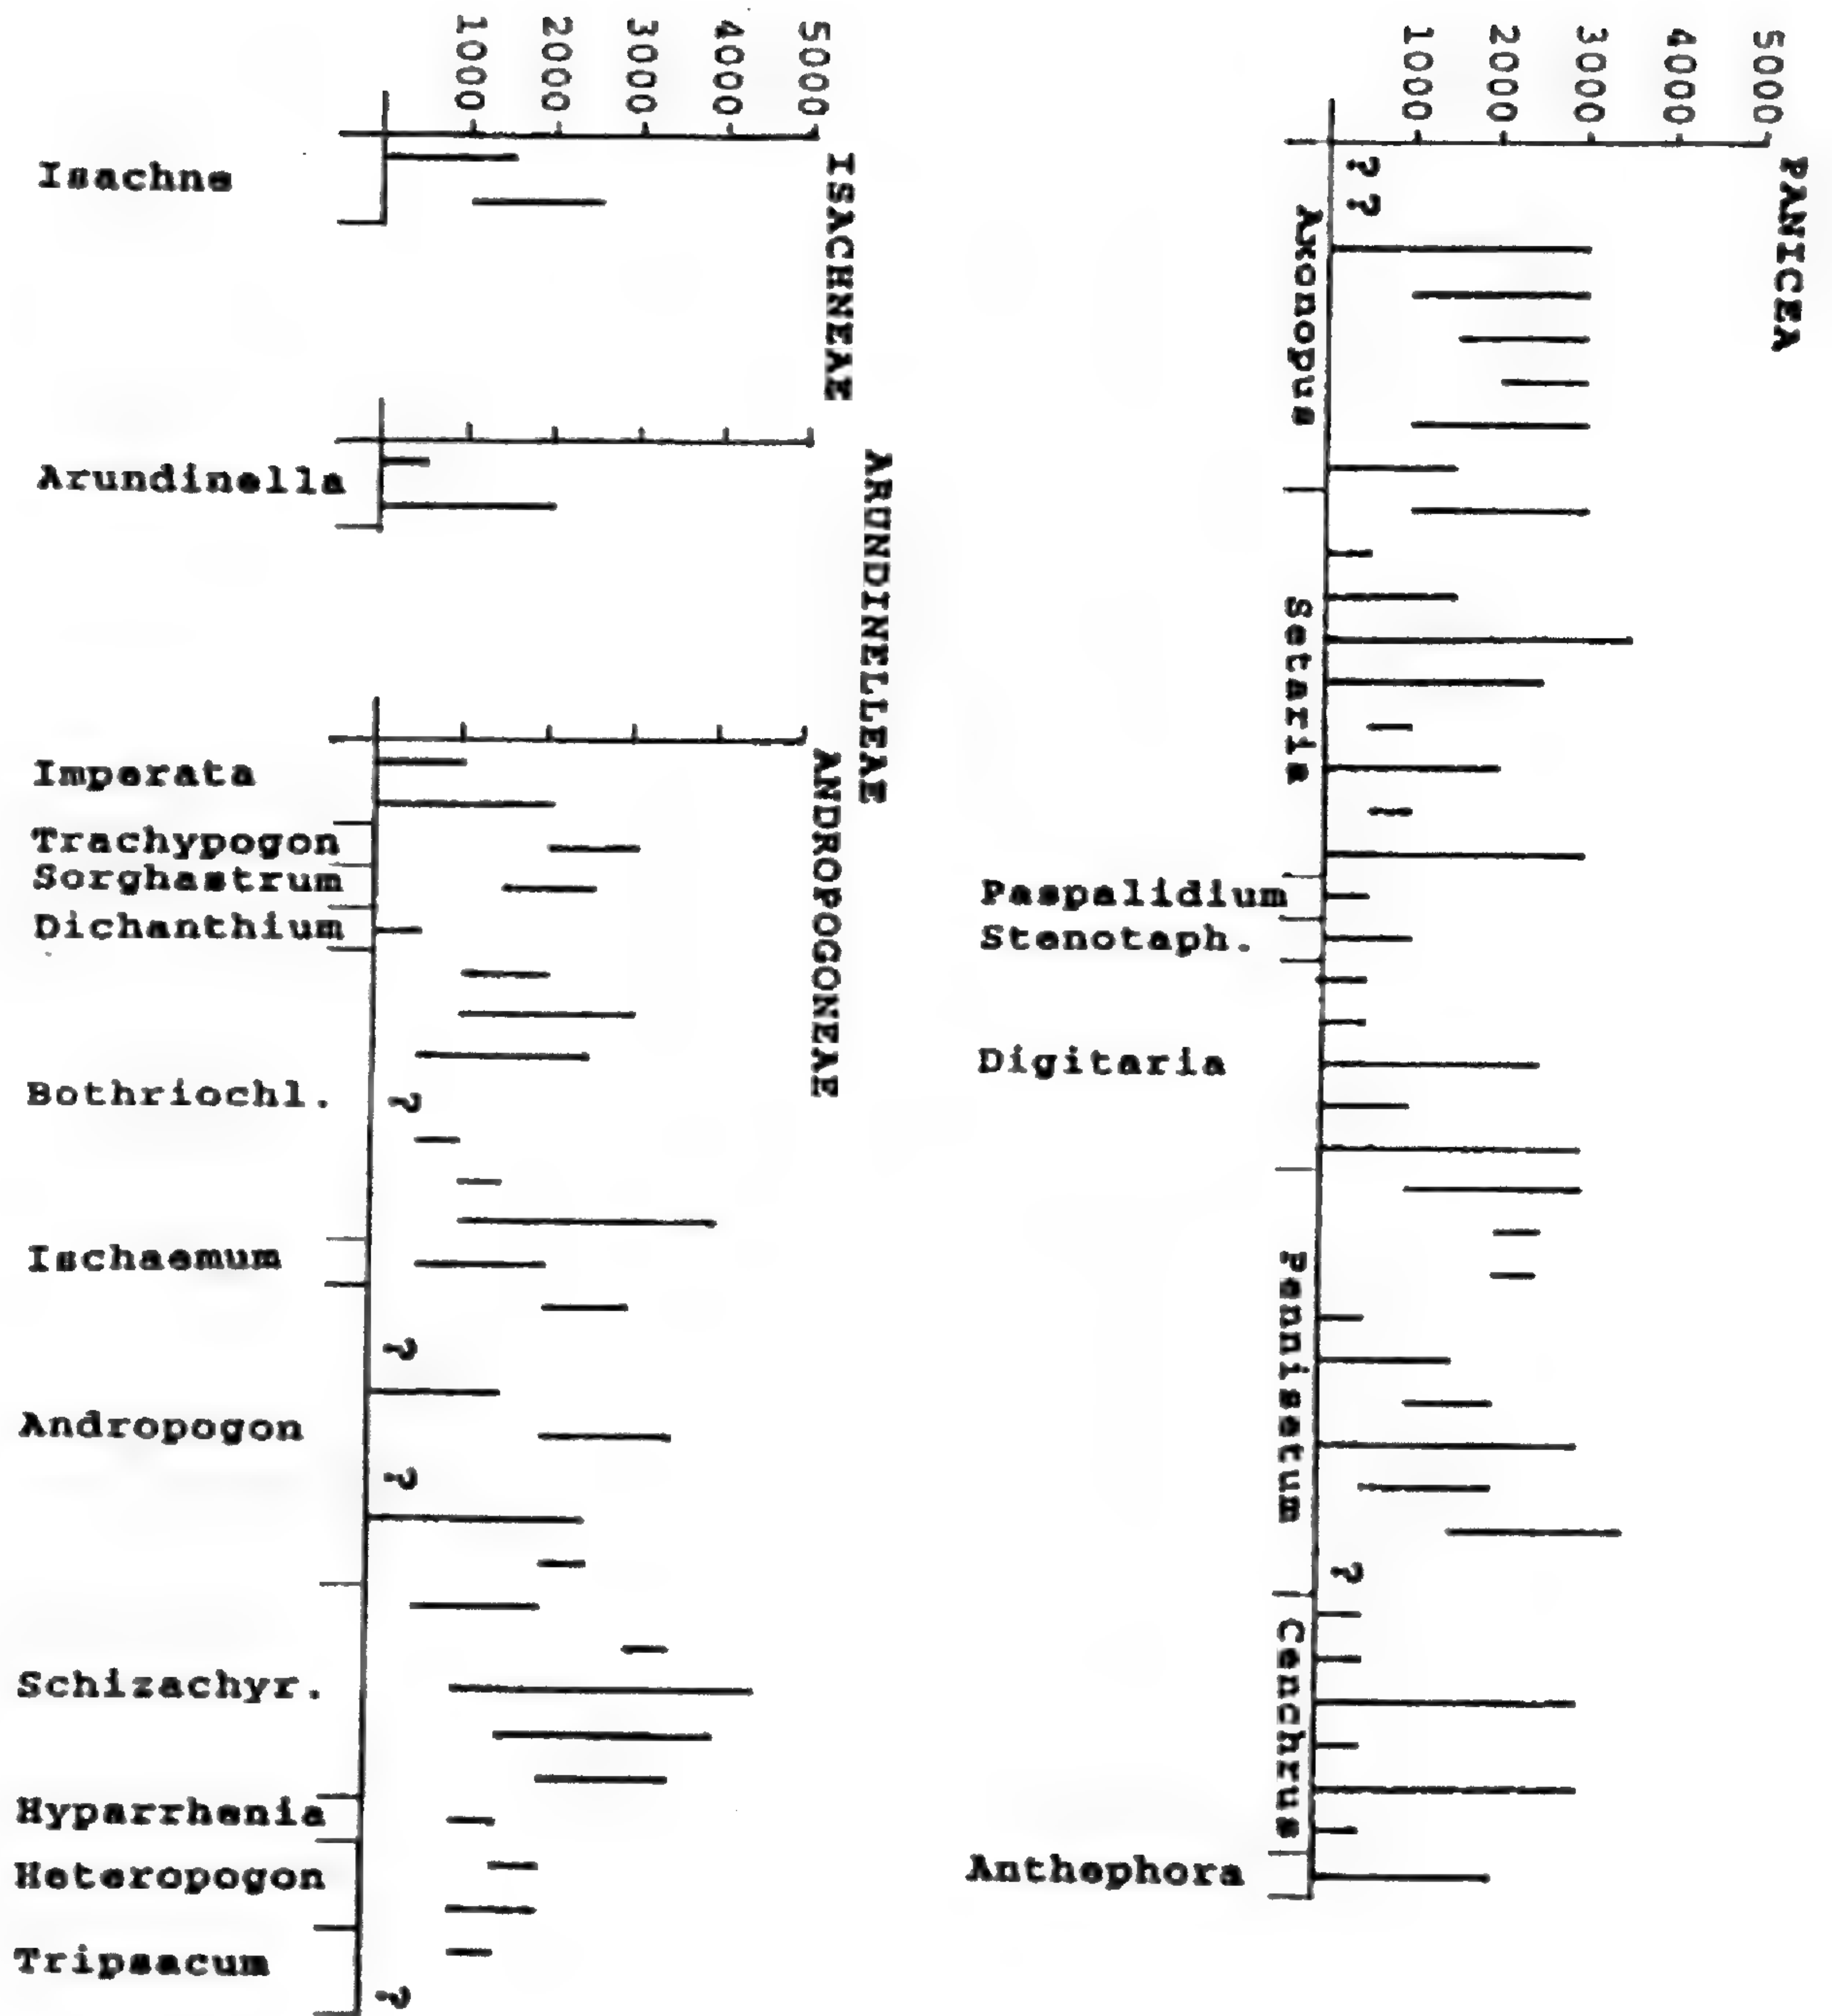 1000
2000
3000
4000
5000
ISACHNEAE
Isachne
ARUNDINELLEAE
Arundinella
ANDROPOGONEAE
Imperata
Trachypogon
Sorghastrum
Dichanthium
Bothriochl.
?
Ischaemum
?
Andropogon
?
Schizachyr.
Hyparrhenia
Heteropogon
Tripsacum
?
1000
2000
3000
4000
5000
PANICEA
?
?
Axonopus
Setaria
Paspalidium
Stenotaph.
Digitaria
Pennisetum
?
Cenchrus
Anthephora